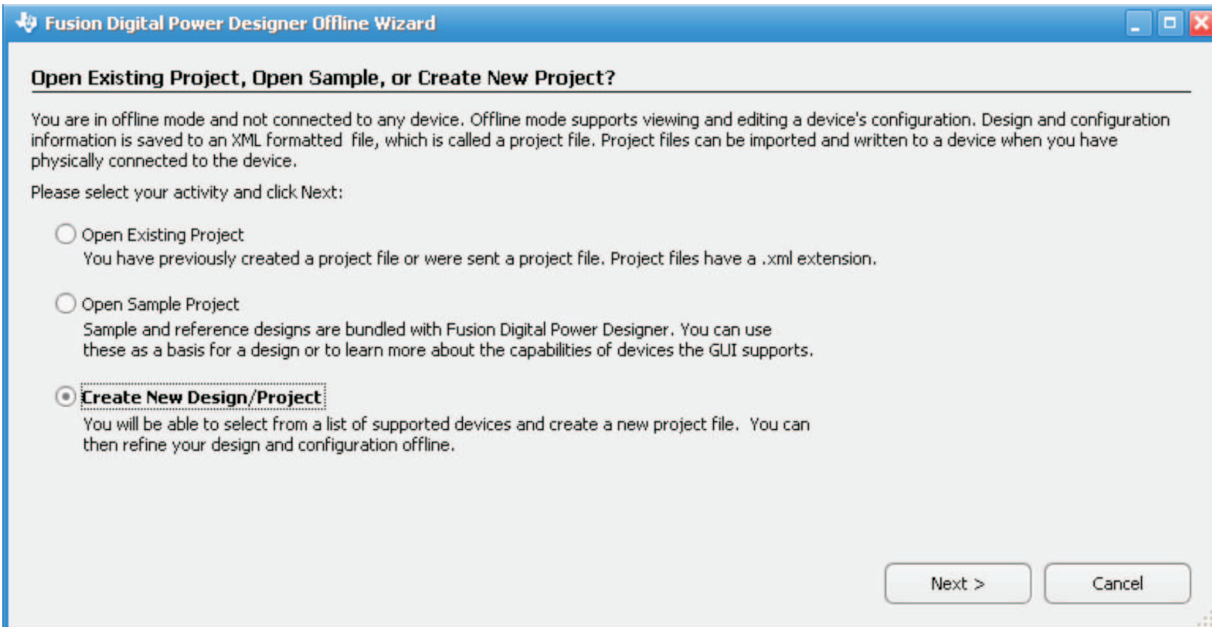 Fusion Digital Power Designer Offline Wizard
Open Existing Project, Open Sample, or Create New Project?
You are in offline mode and not connected to any device. Offline mode supports viewing and editing a device's configuration. Design and configuration
information is saved to an XML formatted file, which is called a project file. Project files can be imported and written to a device when you have
physically connected to the device.
Please select your activity and click Next:
Open Existing Project
You have previously created a project file or were sent a project file. Project files have a .xml extension.
Open Sample Project
Sample and reference designs are bundled with Fusion Digital Power Designer. You can use
these as a basis for a design or to learn more about the capabilities of devices the GUI supports.
Create New Design/Project
You will be able to select from a list of supported devices and create a new project file. You can
then refine your design and configuration offline.
Next >
Cancel